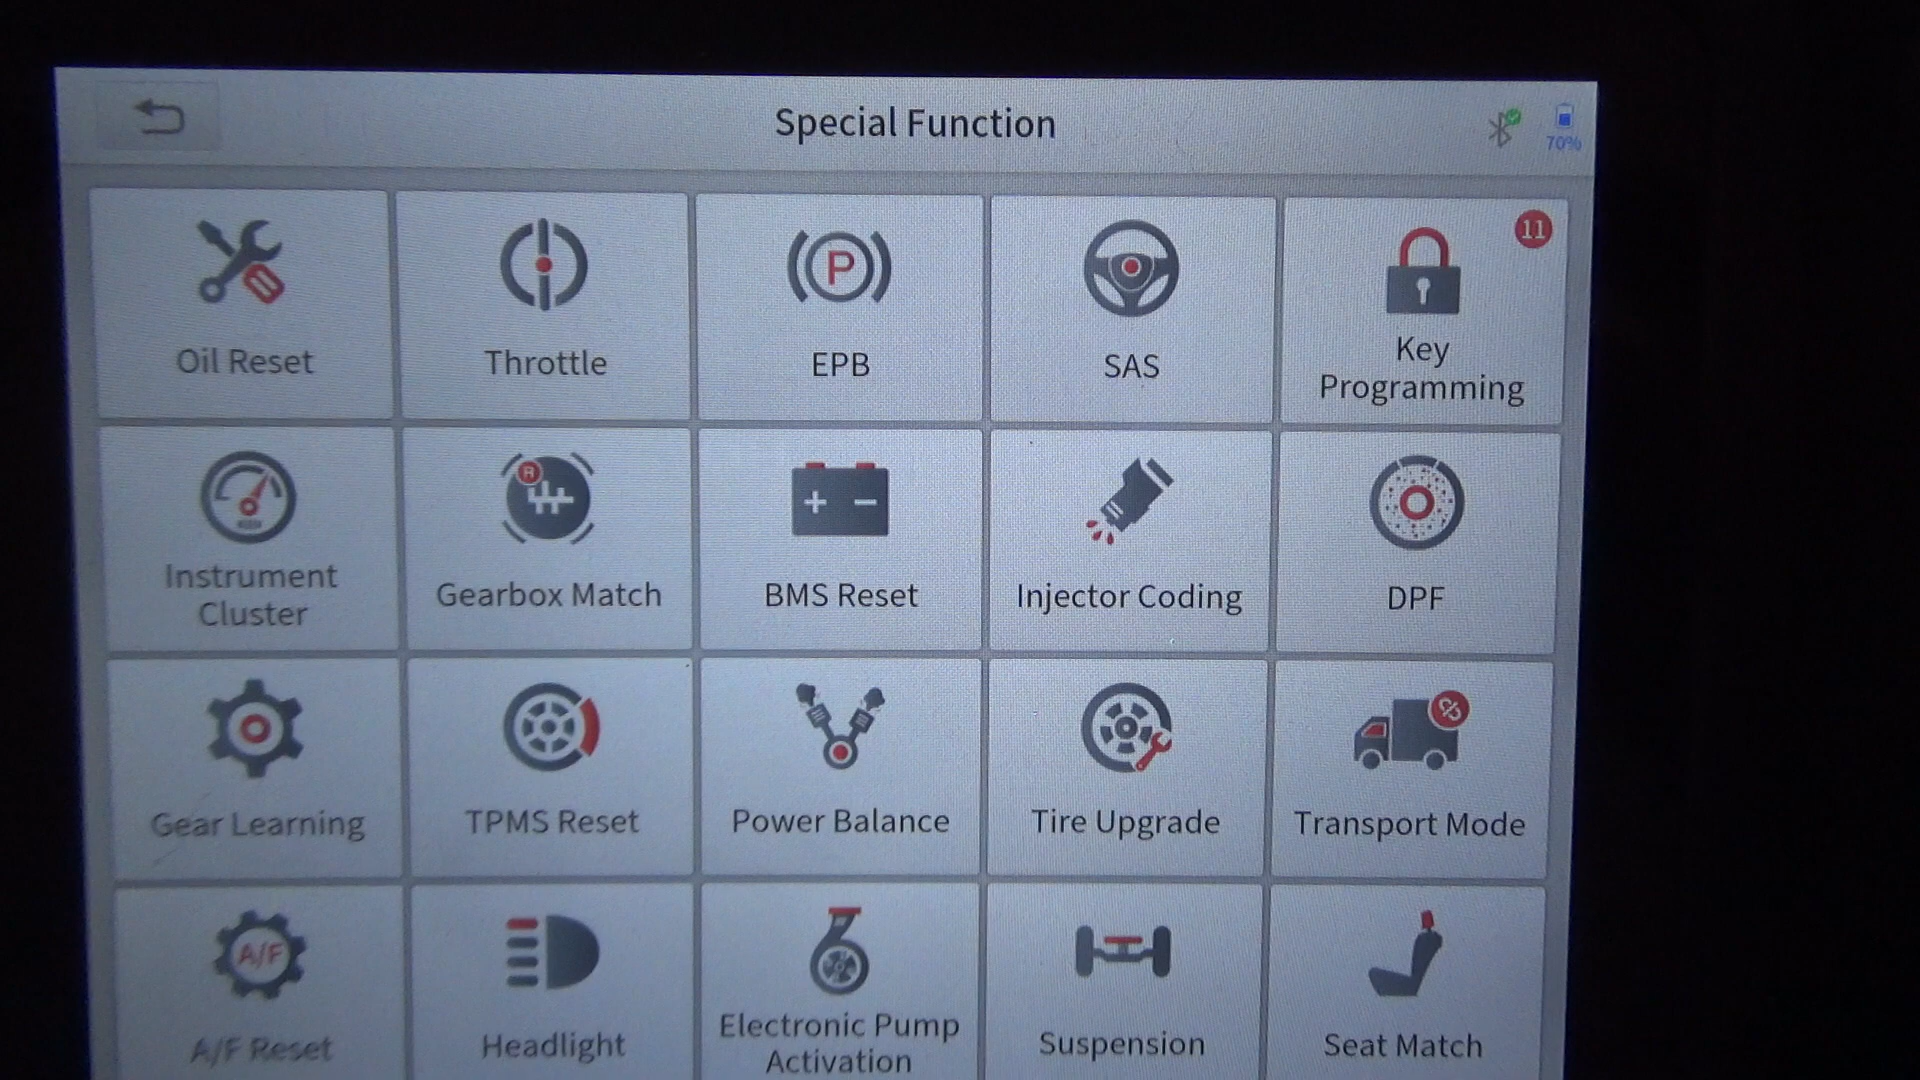 Special Function
70%
11
P
Oil Reset
Throttle
EPB
SAS
Key
Programming
R
Instrument
Cluster
Gearbox Match
BMS Reset
Injector Coding
DPF
Gear Learning
TPMS Reset
Power Balance
Tire Upgrade
Transport Mode
A/F
A/F Reset
Headlight
Electronic Pump
Activation
Suspension
Seat Match